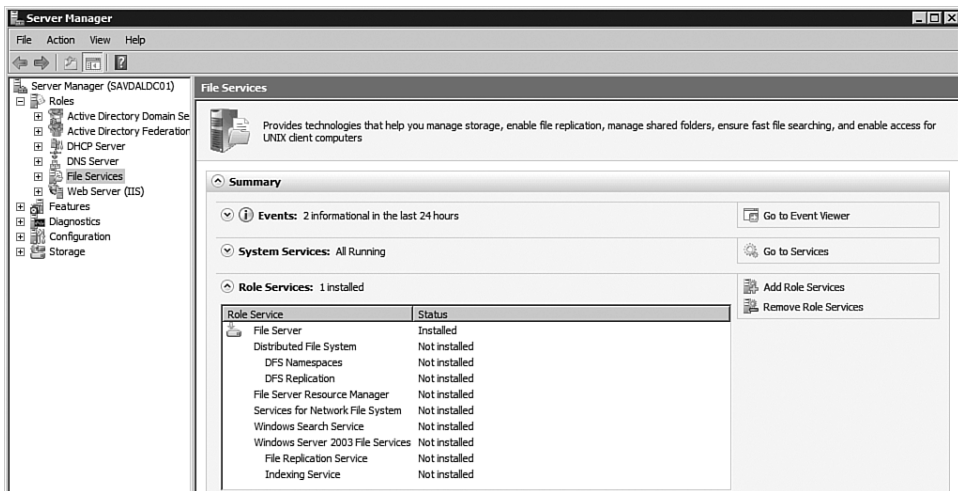 Server Manager
File Action View Help
Server Manager (SAVDALDC01)
Roles
Active Directory Domain Se
Active Directory Federation
DHCP Server
DNS Server
File Services
Web Server (IIS)
Features
Diagnostics
Configuration
Storage
File Services
Provides technologies that help you manage storage, enable file replication, manage shared folders, ensure fast file searching, and enable access for
UNIX client computers
Summary
Events: 2 informational in the last 24 hours
Go to Event Viewer
System Services: All Running
Go to Services
Role Services: 1 installed
Add Role Services
Remove Role Services
Role Service Status
File Server Installed
Distributed File System Not installed
DFS Namespaces Not installed
DFS Replication Not installed
File Server Resource Manager Not installed
Services for Network File System Not installed
Windows Search Service Not installed
Windows Server 2003 File Services Not installed
File Replication Service Not installed
Indexing Service Not installed